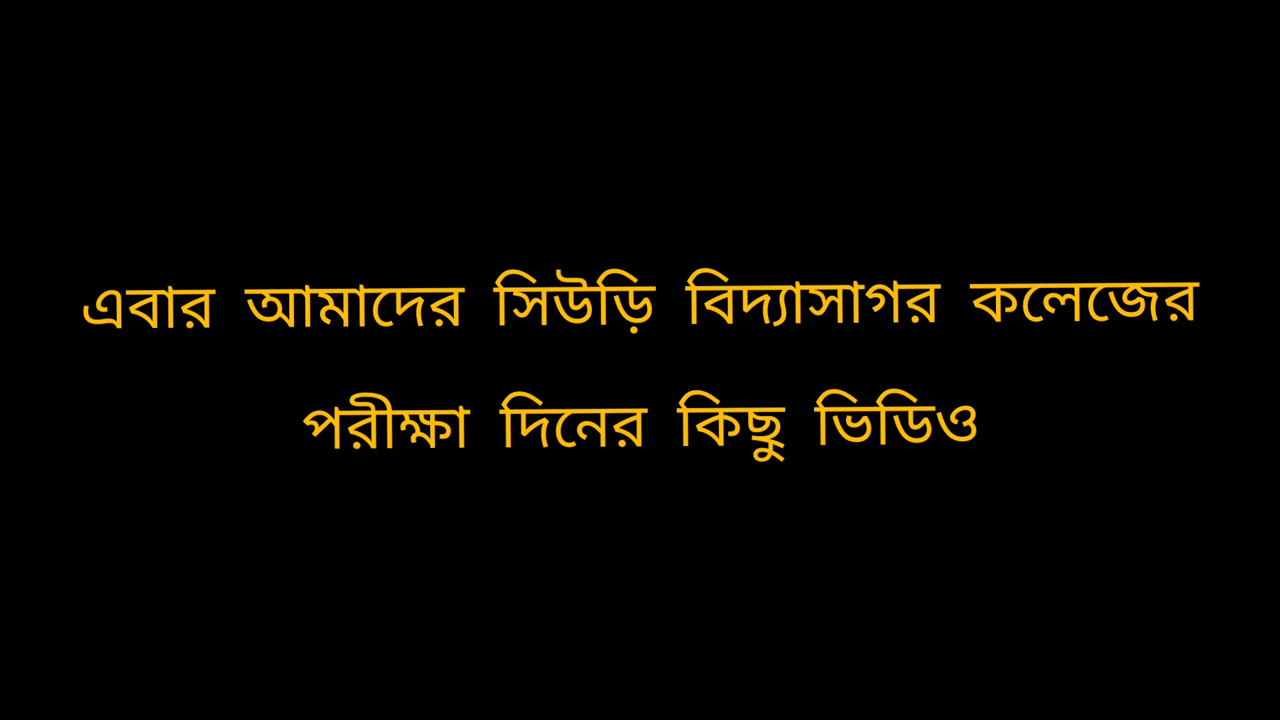 এবার আমাদের সিউড়ি বিদ্যাসাগর কলেজের
পরীক্ষা দিনের কিছু ভিডিও